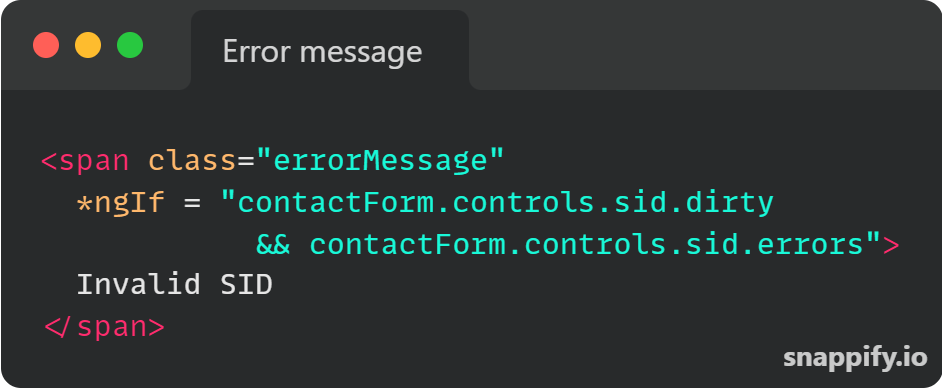 Error message
<span class="errorMessage"
*ngIf = "contactForm.controls.sid.dirty
&& contactForm.controls.sid.errors">
Invalid SID
</span>
snappify.io